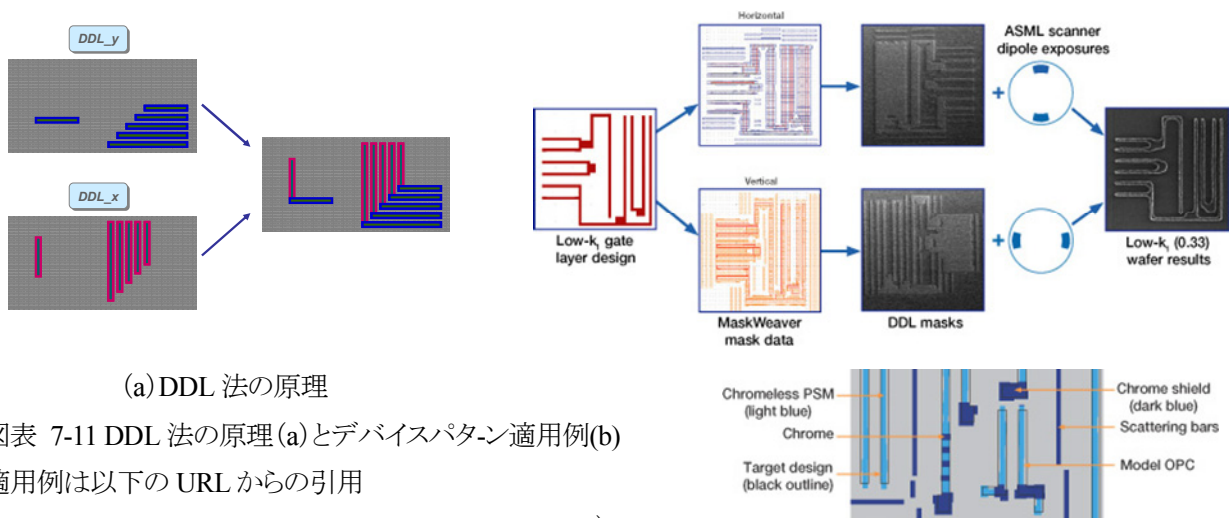 DDL_y
DDL_x
(a)DDL 法の原理
図表 7-11 DDL 法の原理(a)とデバイスパターン適用例(b)
適用例は以下の URL からの引用
Horizontal
ASML scanner
dipole exposures
+
Low-k₁ gate
layer design
Vertical
+
Low-k₁ (0.33)
wafer results
MaskWeaver
mask data
DDL masks
Chromeless PSM
(light blue)
Chrome
Target design
(black outline)
Chrome shield
(dark blue)
Scattering bars
Model OPC